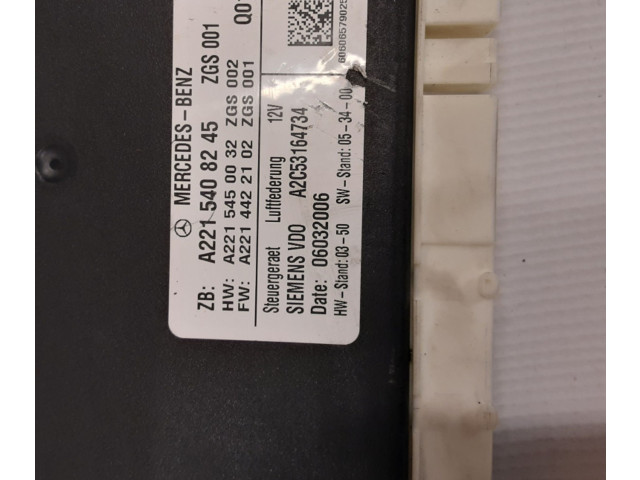 MERCEDES-BENZ
ZB: A221 540 82 45 ZGS 001 Q01
HW: A221 545 00 32 ZGS 002
FW: A221 442 21 02 ZGS 001
Steuergeraet Luftfederung 12V
SIEMENS VDO A2C53164734
Date: 06032006
HW-Stand: 03-50 SW-Stand: 05-34-00